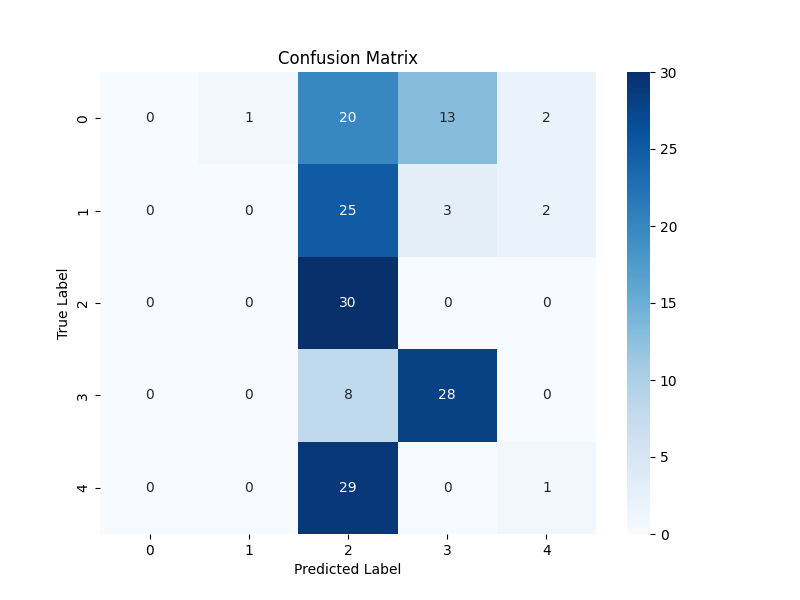 Confusion Matrix
0 0 1 20 13 2
1 0 0 25 3 2
2 0 0 30 0 0
3 0 0 8 28 0
4 0 0 29 0 1
0 1 2 3 4
Predicted Label
True Label
30
25
20
15
10
5
0